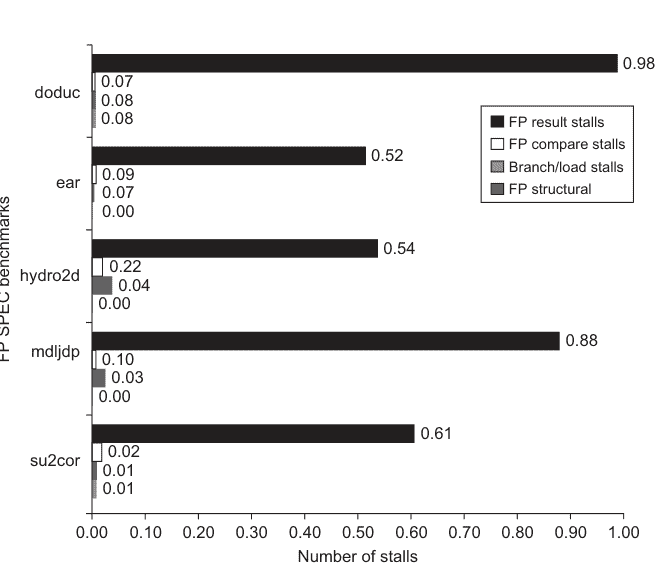 0.98
doduc
0.07
0.08
0.08
FP result stalls
FP compare stalls
Branch/load stalls
FP structural
0.52
ear
0.09
0.07
0.00
0.54
hydro2d
0.22
0.04
0.00
0.88
mdljdp
0.10
0.03
0.00
0.61
su2cor
0.02
0.01
0.01
FP SPEC benchmarks
0.00 0.10 0.20 0.30 0.40 0.50 0.60 0.70 0.80 0.90 1.00
Number of stalls